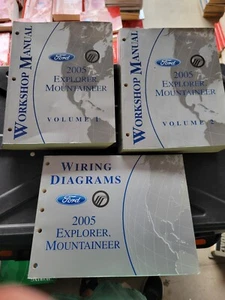 WORKSHOP MANUAL
Ford
2005
EXPLORER,
MOUNTAINEER
VOLUME 1
WORKSHOP MANUAL
Ford
2005
EXPLORER,
MOUNTAINEER
VOLUME 2
WIRING
DIAGRAMS
Ford
2005
EXPLORER,
MOUNTAINEER